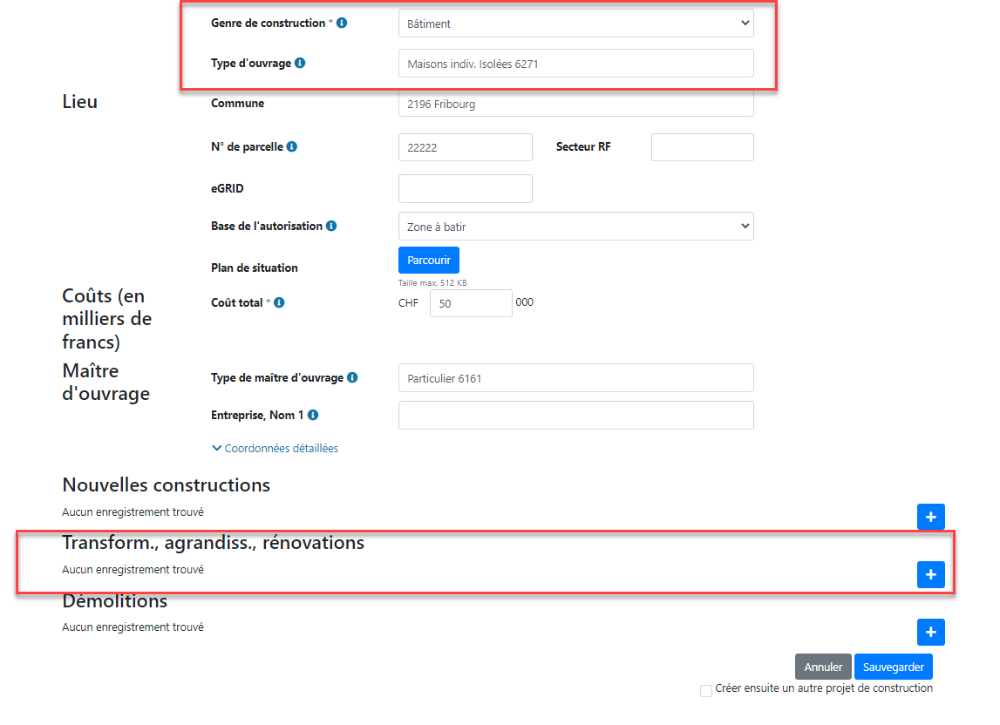 Genre de construction * Bâtiment
Type d'ouvrage Maisons indiv. Isolées 6271
Lieu
Commune 2196 Fribourg
N° de parcelle 22222 Secteur RF
eGRID
Base de l'autorisation Zone à batir
Plan de situation Parcourir
Taille max. 512 KB
Coûts (en
milliers de
francs)
Coût total * CHF 50 000
Maître
d'ouvrage
Type de maître d'ouvrage Particulier 6161
Entreprise, Nom 1
Coordonnées détaillées
Nouvelles constructions
Aucun enregistrement trouvé
+
Transform., agrandiss., rénovations
Aucun enregistrement trouvé
+
Démolitions
Aucun enregistrement trouvé
+
Annuler Sauvegarder
Créer ensuite un autre projet de construction